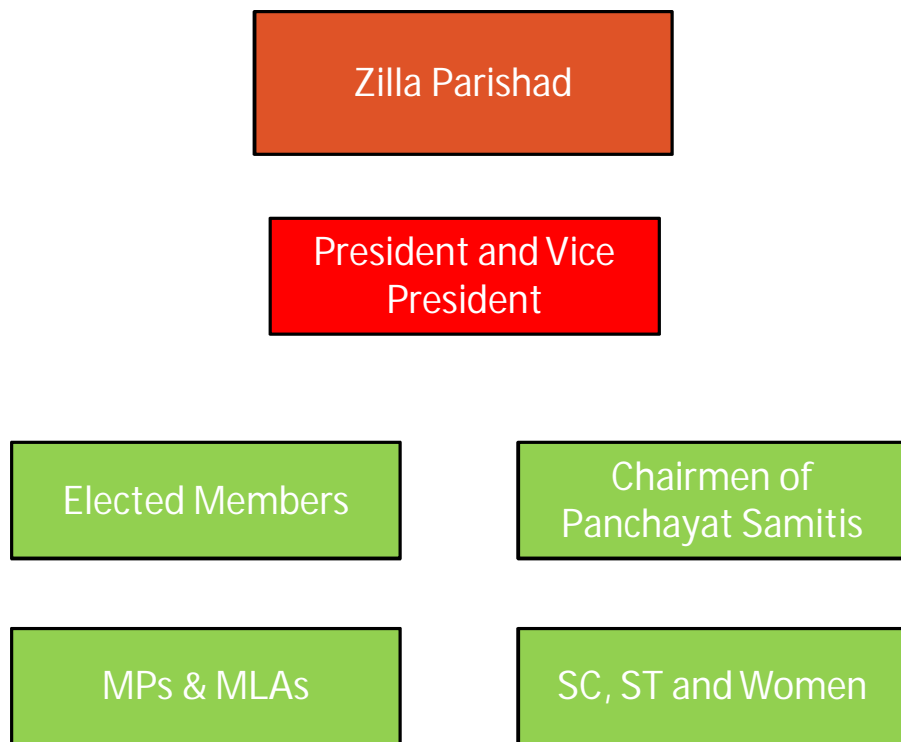 Zilla Parishad
President and Vice
President
Elected Members
Chairmen of
Panchayat Samitis
MPs & MLAs
SC, ST and Women